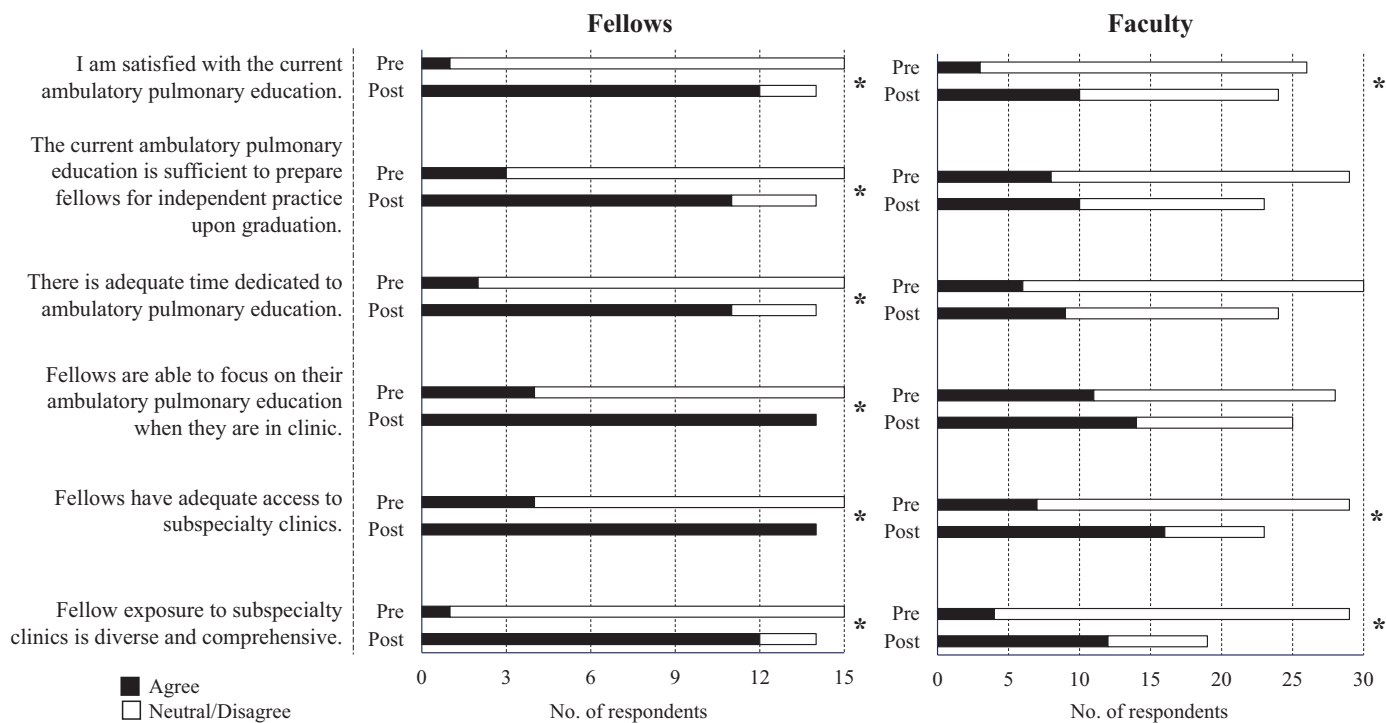 Fellows
Faculty
I am satisfied with the current
ambulatory pulmonary education.
Pre
Post
*
Pre
Post
*
The current ambulatory pulmonary
education is sufficient to prepare
fellows for independent practice
upon graduation.
Pre
Post
*
Pre
Post
There is adequate time dedicated to
ambulatory pulmonary education.
Pre
Post
*
Pre
Post
Fellows are able to focus on their
ambulatory pulmonary education
when they are in clinic.
Pre
Post
*
Pre
Post
Fellows have adequate access to
subspecialty clinics.
Pre
Post
*
Pre
Post
*
Fellow exposure to subspecialty
clinics is diverse and comprehensive.
Pre
Post
*
Pre
Post
*
0 3 6 9 12 15
0 5 10 15 20 25 30
Agree
Neutral/Disagree
No. of respondents
No. of respondents